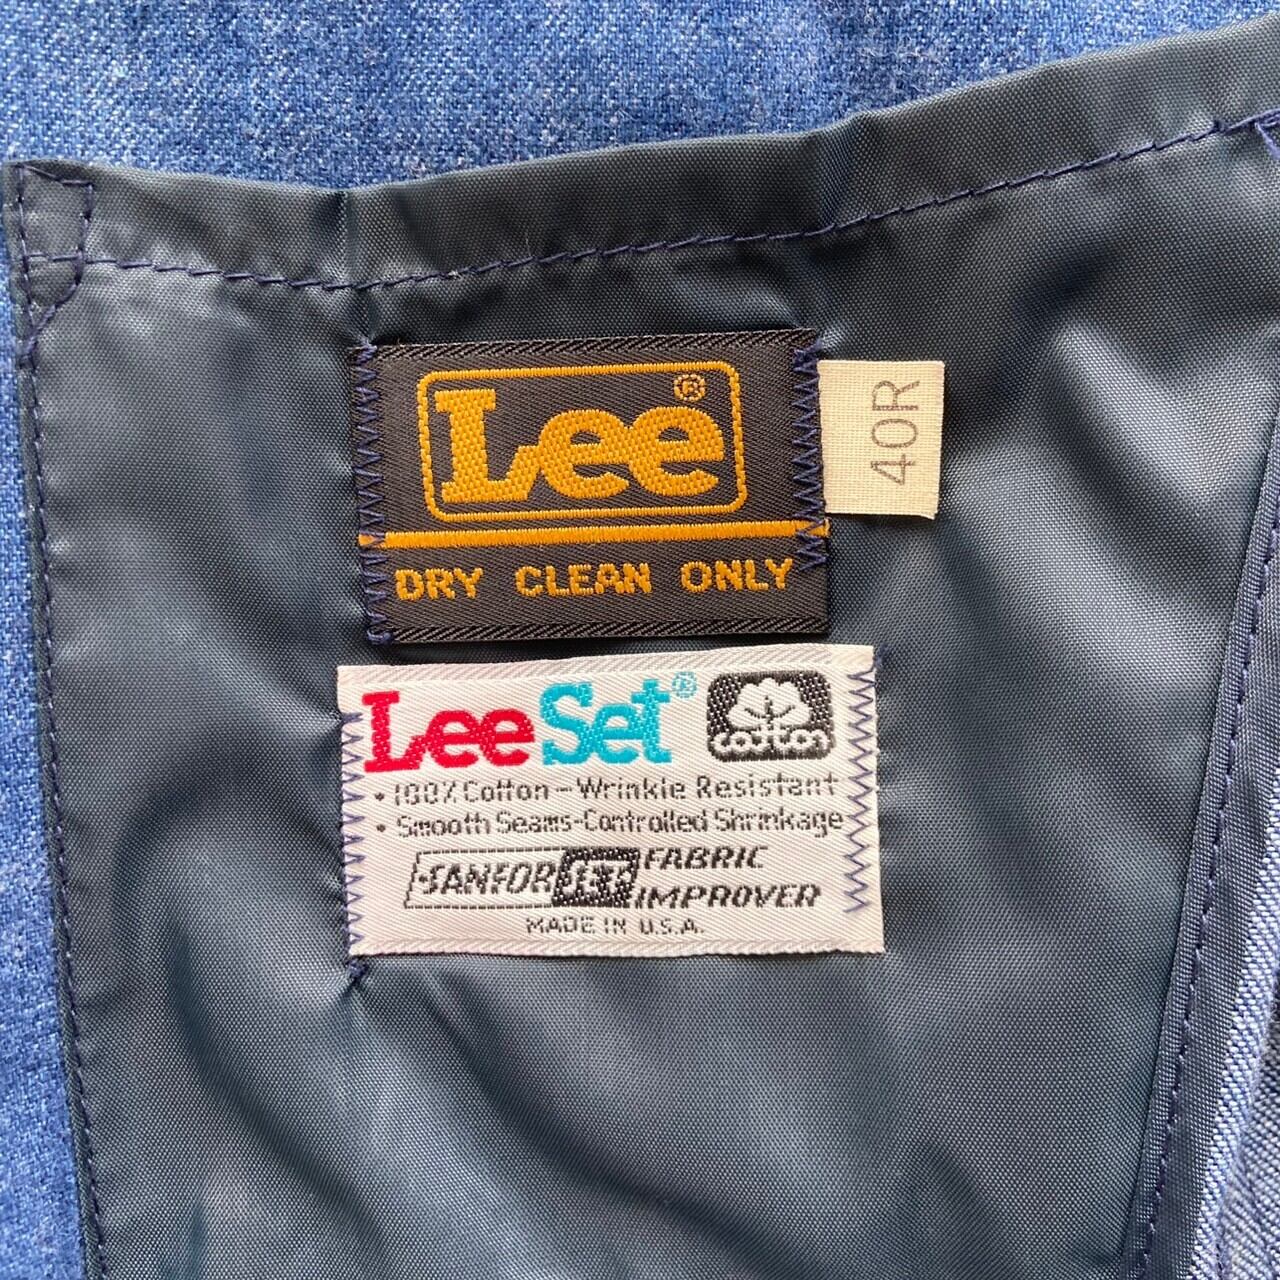 Lee®
40R
DRY CLEAN ONLY
LeeSet®
cotton
• 100% Cotton – Wrinkle Resistant
• Smooth Seams-Controlled Shrinkage
SANFOR SET FABRIC
IMPROVER
MADE IN U.S.A.